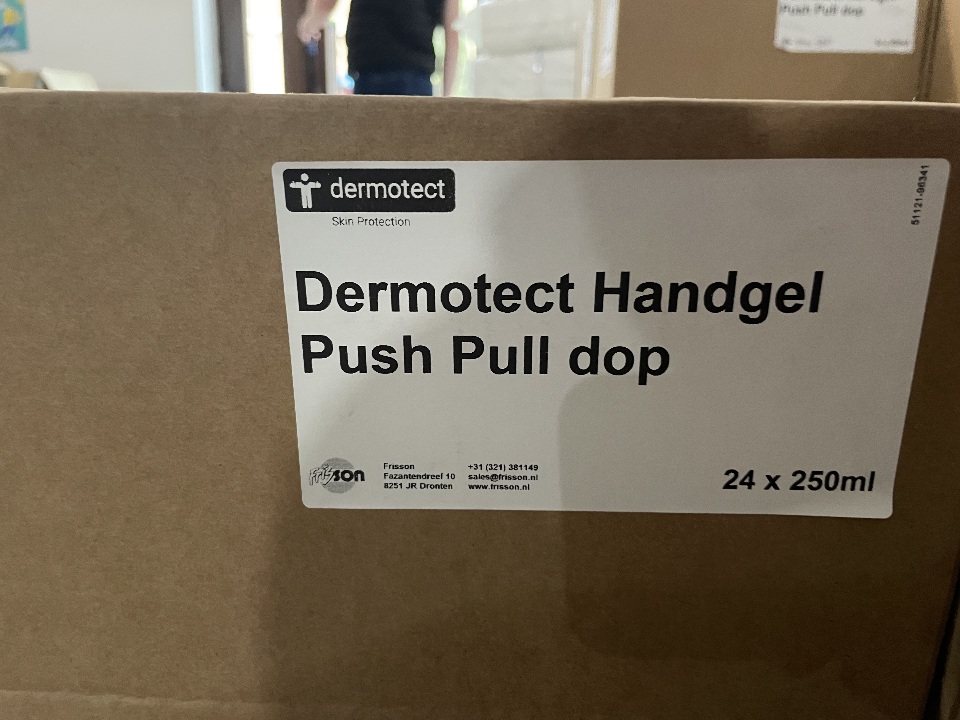 Push Pull dop
dermotect
Skin Protection
51121-96341
Dermotect Handgel
Push Pull dop
Frisson
Frisson
Fazantendreef 10
8251 JR Dronten
+31 (321) 381149
sales@frisson.nl
www.frisson.nl
24 x 250ml